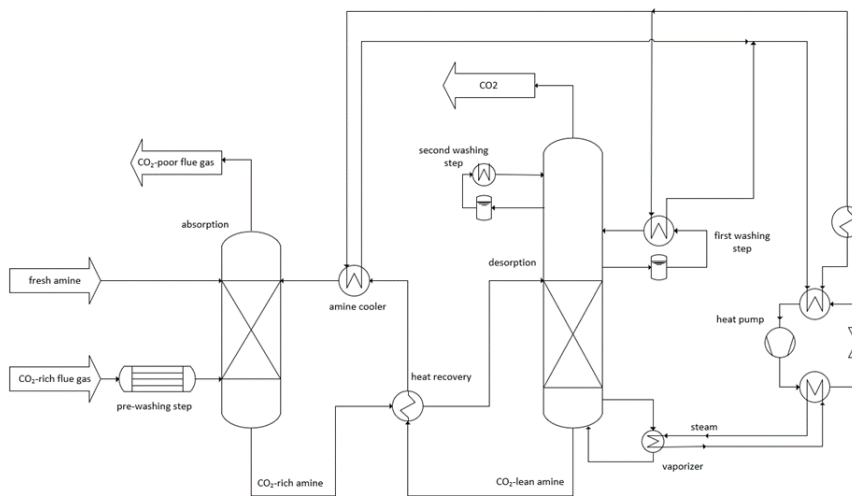 CO2
second washing
step
CO₂-poor flue gas
absorption
first washing
step
desorption
fresh amine
amine cooler
heat pump
CO₂-rich flue gas
heat recovery
pre-washing step
steam
vaporizer
CO₂-rich amine
CO₂-lean amine